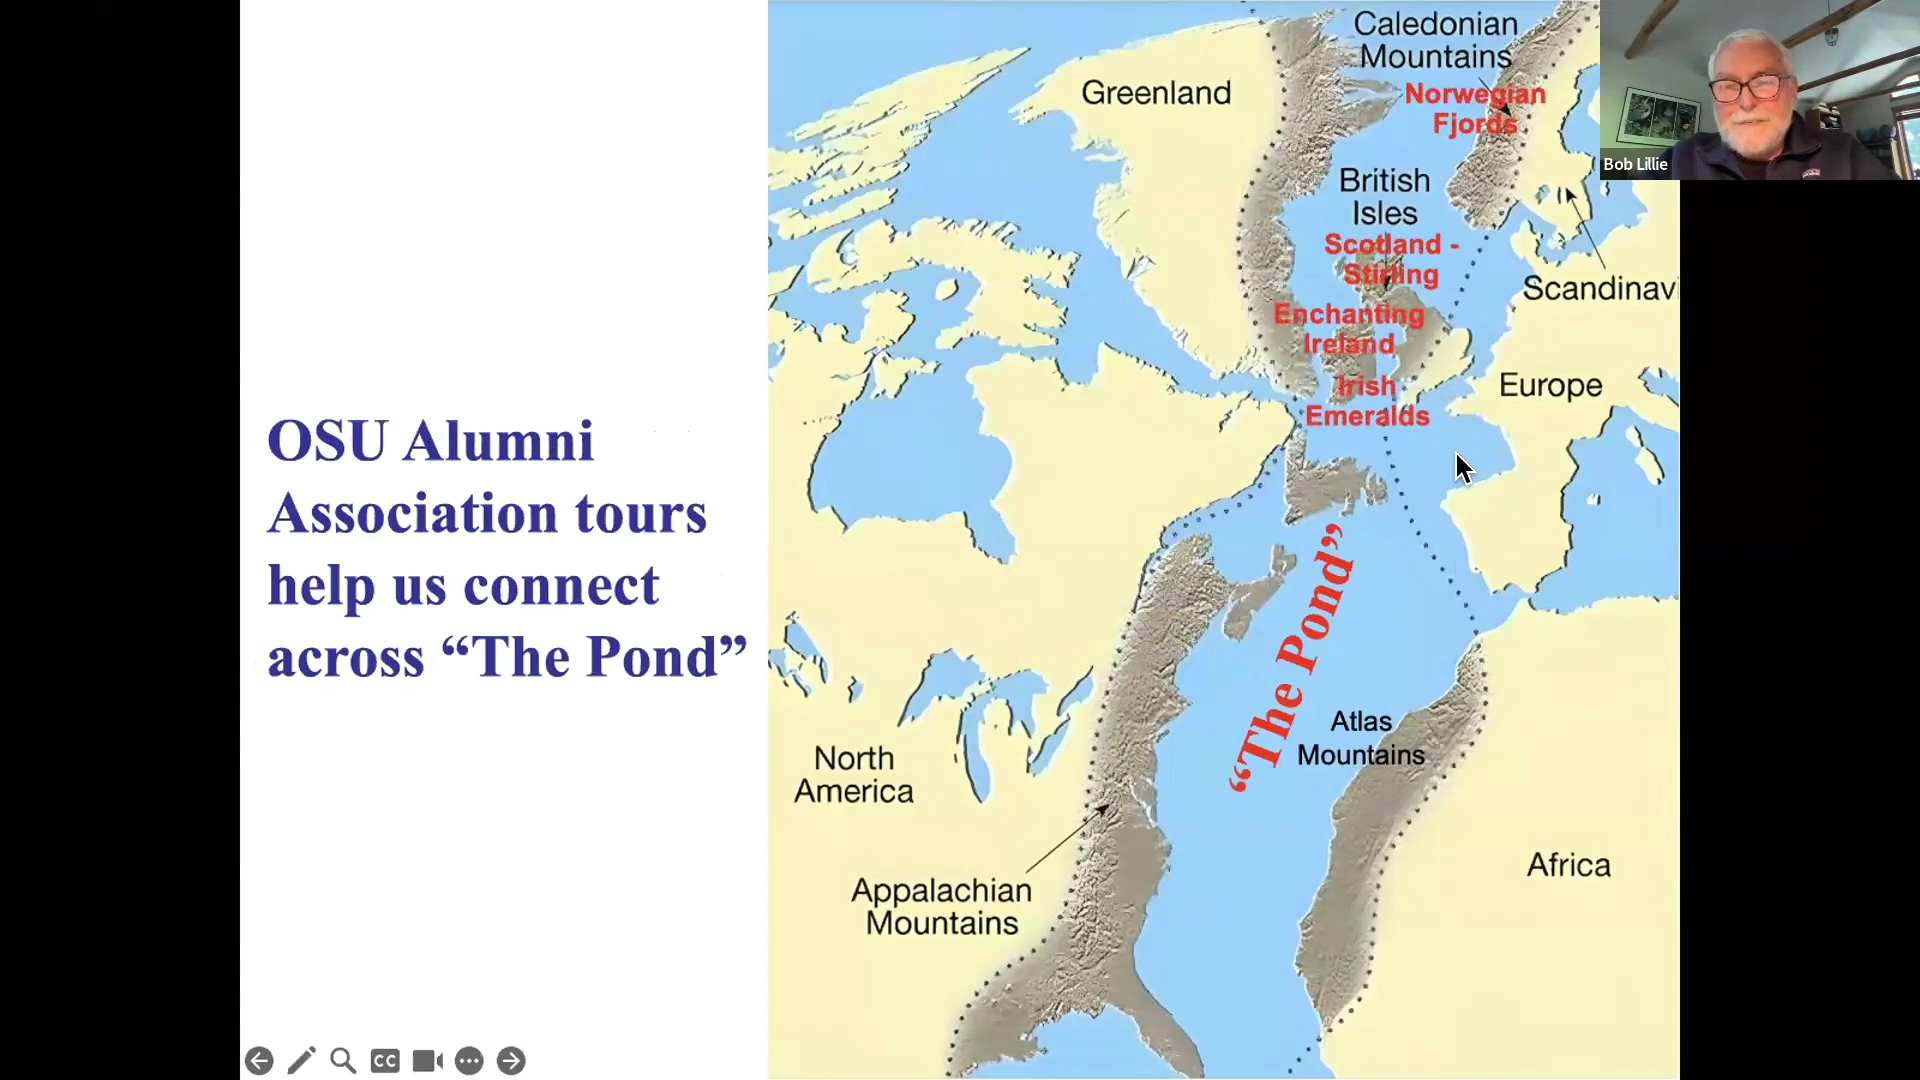 OSU Alumni
Association tours
help us connect
across “The Pond”
Caledonian
Mountains
Greenland
Norwegian
Fjords
British
Isles
Scotland -
Stirling
Scandinavi
Enchanting
Ireland
Irish
Emeralds
Europe
“The Pond”
Atlas
Mountains
North
America
Africa
Appalachian
Mountains
Bob Lillie
CC